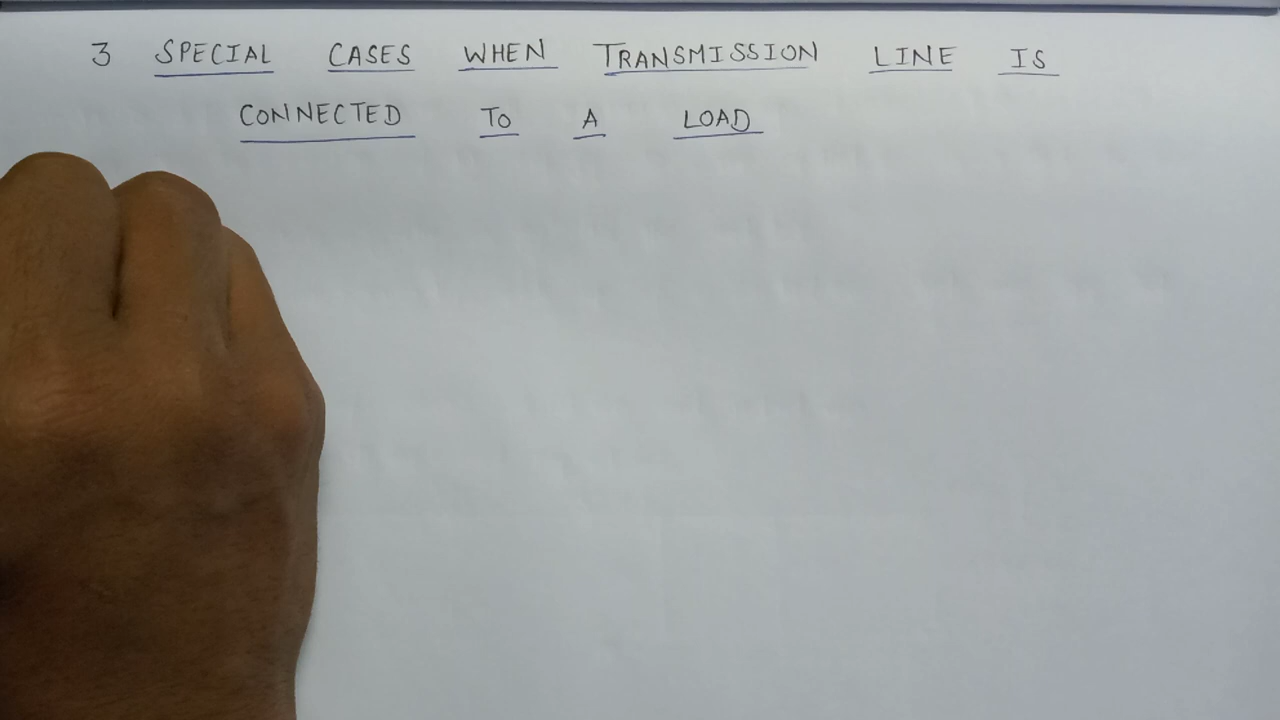 3 SPECIAL CASES WHEN TRANSMISSION LINE IS
CONNECTED TO A LOAD